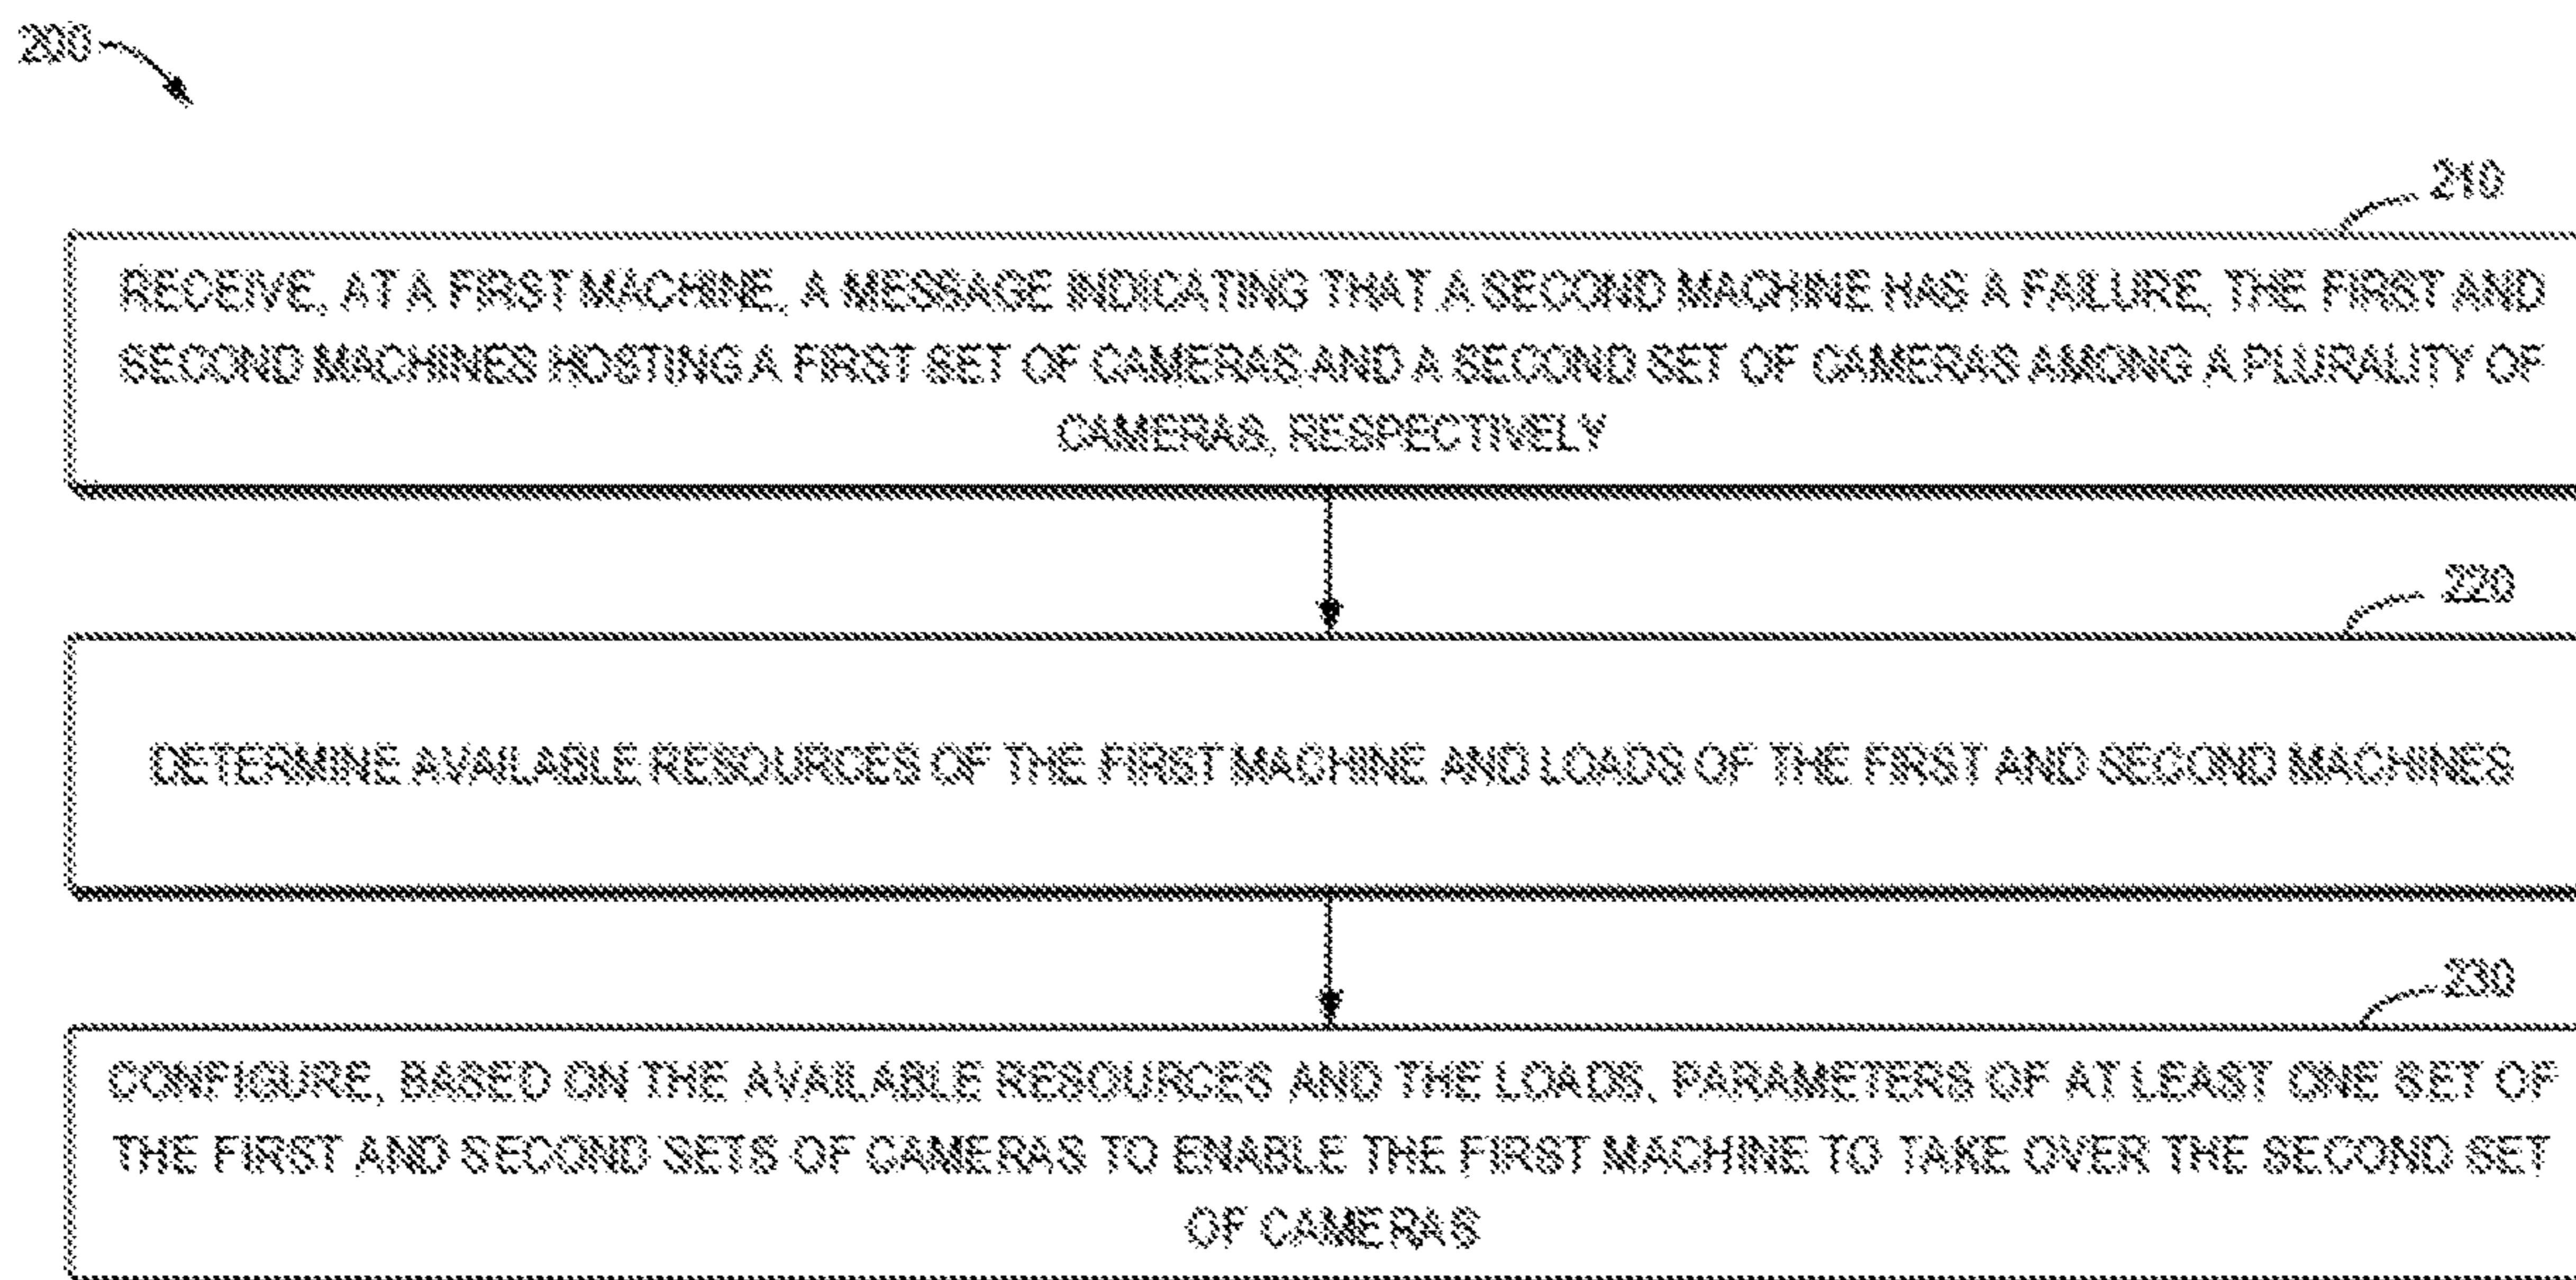 200
210
RECEIVE, AT A FIRST MACHINE, A MESSAGE INDICATING THAT A SECOND MACHINE HAS A FAILURE, THE FIRST AND
SECOND MACHINES HOSTING A FIRST SET OF CAMERAS AND A SECOND SET OF CAMERAS AMONG A PLURALITY OF
CAMERAS, RESPECTIVELY
220
DETERMINE AVAILABLE RESOURCES OF THE FIRST MACHINE AND LOADS OF THE FIRST AND SECOND MACHINES
230
CONFIGURE, BASED ON THE AVAILABLE RESOURCES AND THE LOADS, PARAMETERS OF AT LEAST ONE SET OF
THE FIRST AND SECOND SETS OF CAMERAS TO ENABLE THE FIRST MACHINE TO TAKE OVER THE SECOND SET
OF CAMERAS